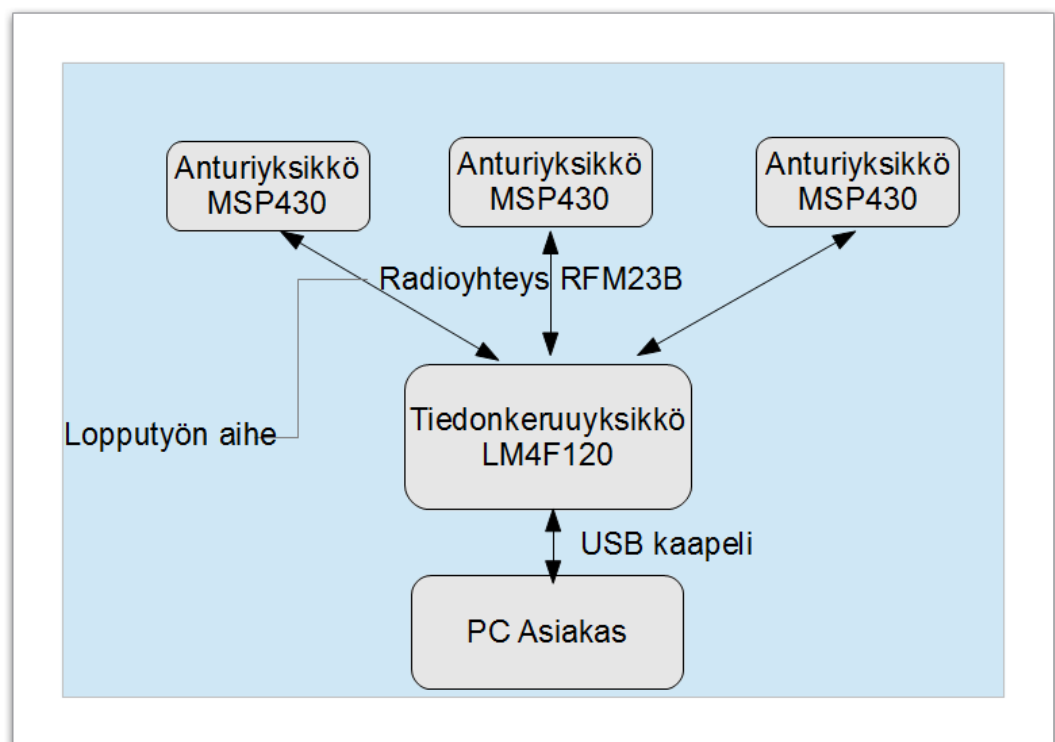 Anturiyksikkö
MSP430
Anturiyksikkö
MSP430
Anturiyksikkö
MSP430
Radioyhteys RFM23B
Lopputyön aihe
Tiedonkeruuyksikkö
LM4F120
USB kaapeli
PC Asiakas